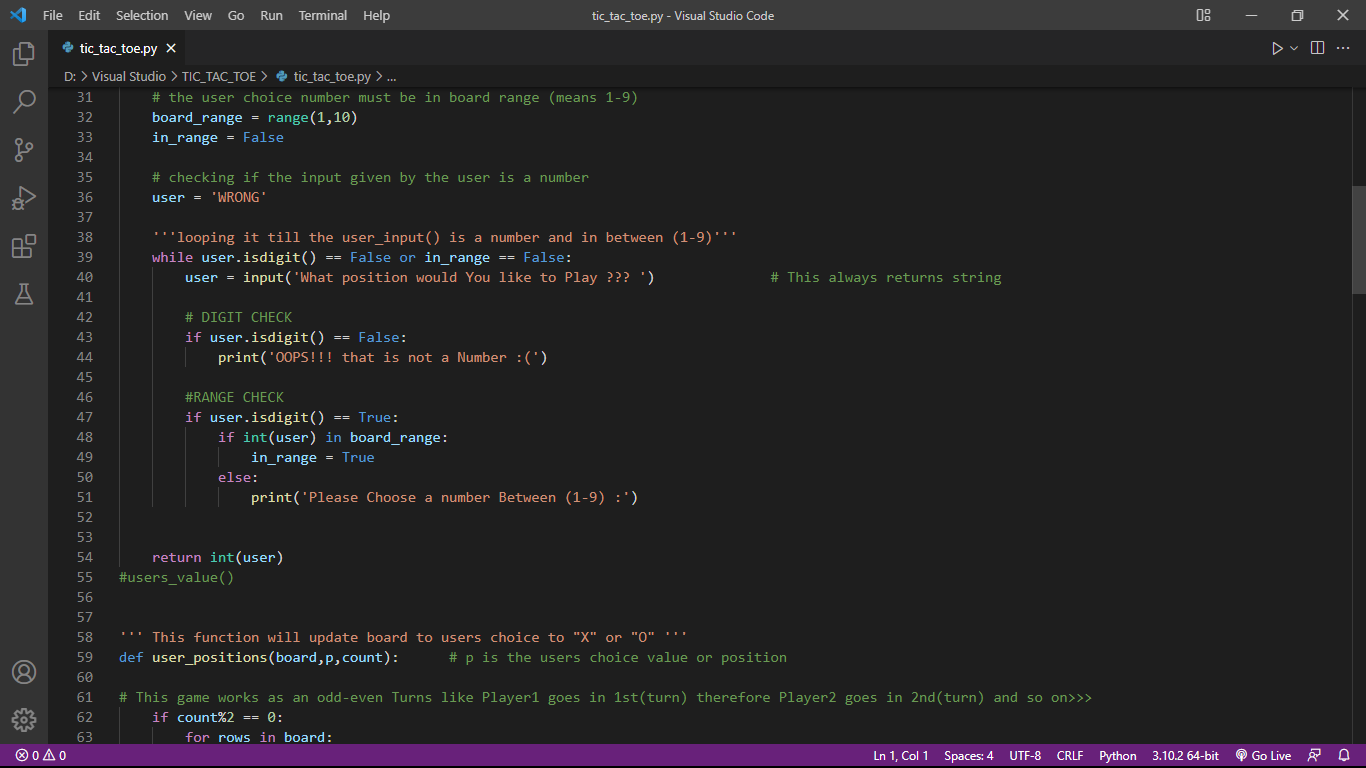 File Edit Selection View Go Run Terminal Help tic_tac_toe.py - Visual Studio Code
tic_tac_toe.py
D: > Visual Studio > TIC_TAC_TOE > tic_tac_toe.py > ...
31 # the user choice number must be in board range (means 1-9)
32 board_range = range(1,10)
33 in_range = False
34
35 # checking if the input given by the user is a number
36 user = 'WRONG'
37
38 '''looping it till the user_input() is a number and in between (1-9)'''
39 while user.isdigit() == False or in_range == False:
40 user = input('What position would You like to Play ??? ') # This always returns string
41
42 # DIGIT CHECK
43 if user.isdigit() == False:
44 print('OOPS!!! that is not a Number :(')
45
46 #RANGE CHECK
47 if user.isdigit() == True:
48 if int(user) in board_range:
49 in_range = True
50 else:
51 print('Please Choose a number Between (1-9) :')
52
53
54 return int(user)
55 #users_value()
56
57
58 ''' This function will update board to users choice to "X" or "O" '''
59 def user_positions(board,p,count): # p is the users choice value or position
60
61 # This game works as an odd-even Turns like Player1 goes in 1st(turn) therefore Player2 goes in 2nd(turn) and so on>>>
62 if count%2 == 0:
63 for rows in board:
0 0 Ln 1, Col 1 Spaces: 4 UTF-8 CRLF Python 3.10.2 64-bit Go Live